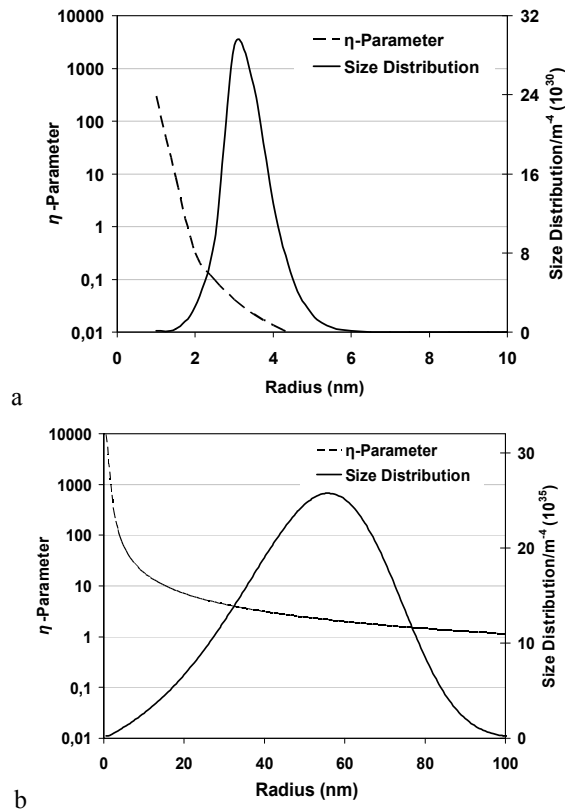 10000
1000
100
10
1
0,1
0,01
η-Parameter
η-Parameter
Size Distribution
32
24
16
8
0
Size Distribution/m⁻⁴ (10³⁰)
0 2 4 6 8 10
Radius (nm)
a
10000
1000
100
10
1
0,1
0,01
η-Parameter
η-Parameter
Size Distribution
30
20
10
0
Size Distribution/m⁻⁴ (10³⁵)
0 20 40 60 80 100
Radius (nm)
b